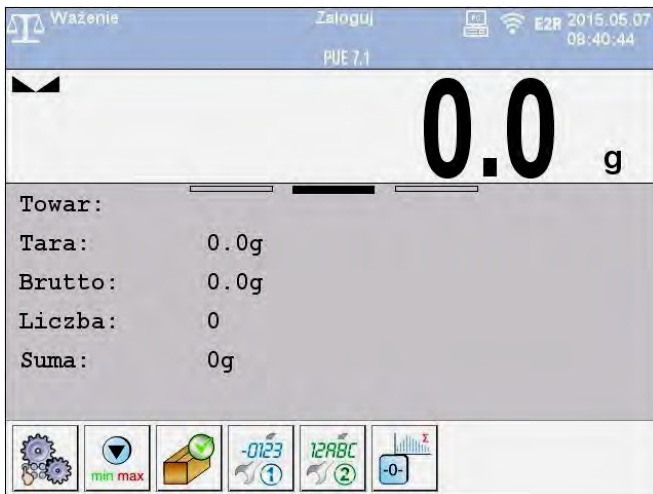 Ważenie Zaloguj E2R 2015.05.07
PUE 7.1 08:40:44
0.0 g
Towar:
Tara: 0.0g
Brutto: 0.0g
Liczba: 0
Suma: 0g
min max -0123 1 12ABC 2 Σ -0-